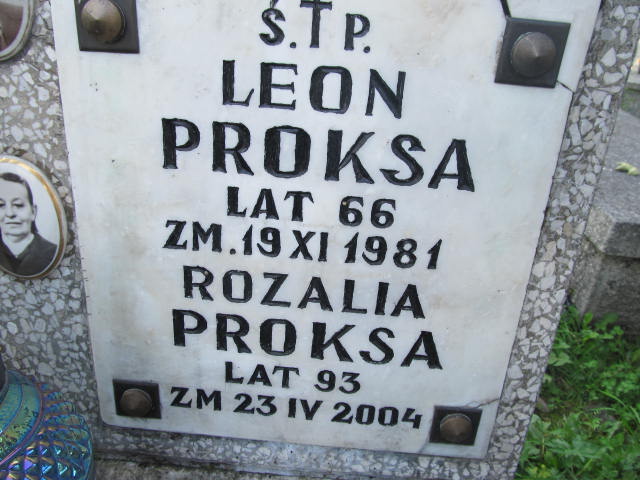 Ś.†P.
LEON
PROKSA
LAT 66
ZM. 19 XI 1981
ROZALIA
PROKSA
LAT 93
ZM 23 IV 2004